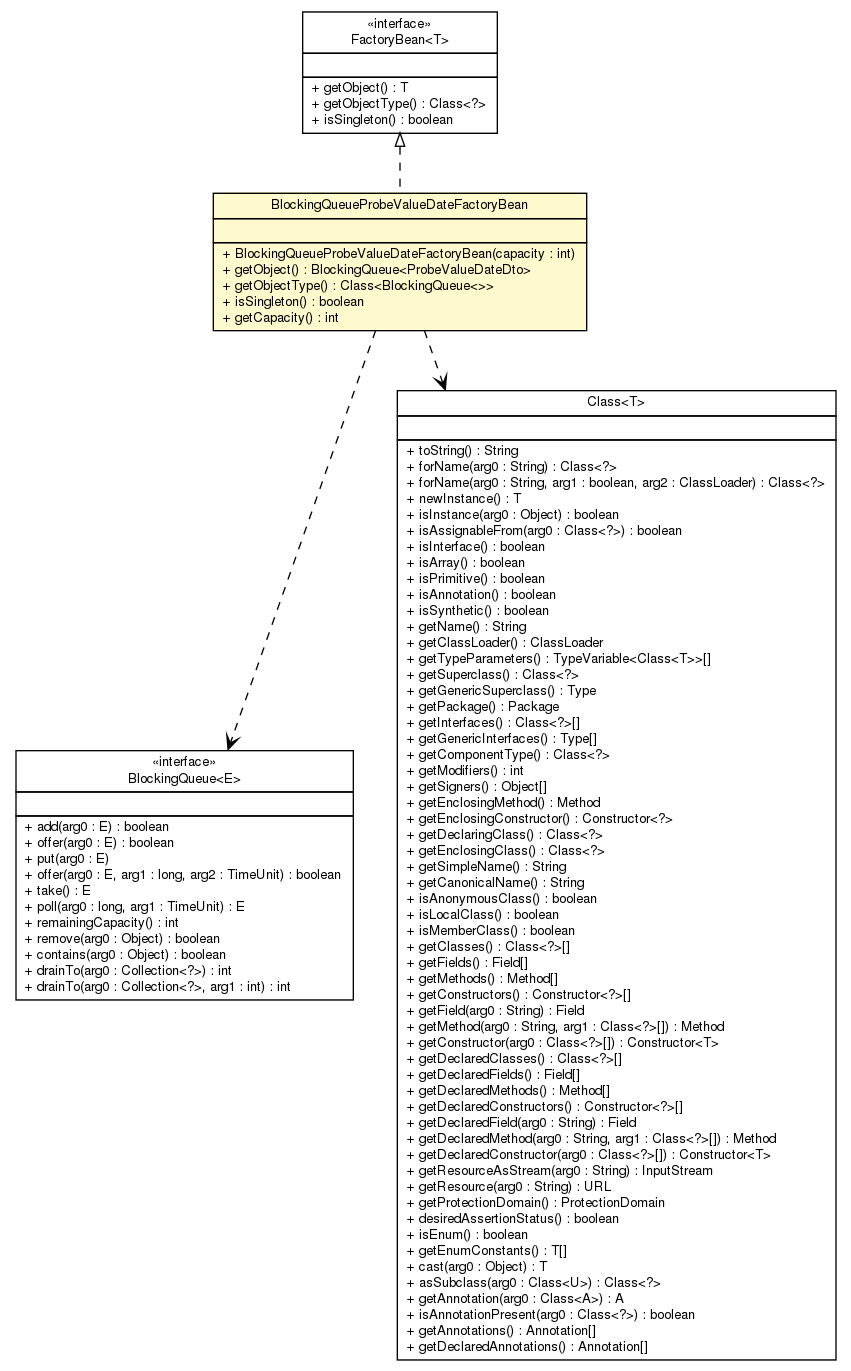 «interface»
FactoryBean<T>
+ getObject() : T
+ getObjectType() : Class<?>
+ isSingleton() : boolean
BlockingQueueProbeValueDateFactoryBean
+ BlockingQueueProbeValueDateFactoryBean(capacity : int)
+ getObject() : BlockingQueue<ProbeValueDateDto>
+ getObjectType() : Class<BlockingQueue<>>
+ isSingleton() : boolean
+ getCapacity() : int
Class<T>
+ toString() : String
+ forName(arg0 : String) : Class<?>
+ forName(arg0 : String, arg1 : boolean, arg2 : ClassLoader) : Class<?>
+ newInstance() : T
+ isInstance(arg0 : Object) : boolean
+ isAssignableFrom(arg0 : Class<?>) : boolean
+ isInterface() : boolean
+ isArray() : boolean
+ isPrimitive() : boolean
+ isAnnotation() : boolean
+ isSynthetic() : boolean
+ getName() : String
+ getClassLoader() : ClassLoader
+ getTypeParameters() : TypeVariable<Class<T>>[]
+ getSuperclass() : Class<?>
+ getGenericSuperclass() : Type
+ getPackage() : Package
+ getInterfaces() : Class<?>[]
+ getGenericInterfaces() : Type[]
+ getComponentType() : Class<?>
+ getModifiers() : int
+ getSigners() : Object[]
+ getEnclosingMethod() : Method
+ getEnclosingConstructor() : Constructor<?>
+ getDeclaringClass() : Class<?>
+ getEnclosingClass() : Class<?>
+ getSimpleName() : String
+ getCanonicalName() : String
+ isAnonymousClass() : boolean
+ isLocalClass() : boolean
+ isMemberClass() : boolean
+ getClasses() : Class<?>[]
+ getFields() : Field[]
+ getMethods() : Method[]
+ getConstructors() : Constructor<?>[]
+ getField(arg0 : String) : Field
+ getMethod(arg0 : String, arg1 : Class<?>[]) : Method
+ getConstructor(arg0 : Class<?>[]) : Constructor<T>
+ getDeclaredClasses() : Class<?>[]
+ getDeclaredFields() : Field[]
+ getDeclaredMethods() : Method[]
+ getDeclaredConstructors() : Constructor<?>[]
+ getDeclaredField(arg0 : String) : Field
+ getDeclaredMethod(arg0 : String, arg1 : Class<?>[]) : Method
+ getDeclaredConstructor(arg0 : Class<?>[]) : Constructor<T>
+ getResourceAsStream(arg0 : String) : InputStream
+ getResource(arg0 : String) : URL
+ getProtectionDomain() : ProtectionDomain
+ desiredAssertionStatus() : boolean
+ isEnum() : boolean
+ getEnumConstants() : T[]
+ cast(arg0 : Object) : T
+ asSubclass(arg0 : Class<U>) : Class<?>
+ getAnnotation(arg0 : Class<A>) : A
+ isAnnotationPresent(arg0 : Class<?>) : boolean
+ getAnnotations() : Annotation[]
+ getDeclaredAnnotations() : Annotation[]
«interface»
BlockingQueue<E>
+ add(arg0 : E) : boolean
+ offer(arg0 : E) : boolean
+ put(arg0 : E)
+ offer(arg0 : E, arg1 : long, arg2 : TimeUnit) : boolean
+ take() : E
+ poll(arg0 : long, arg1 : TimeUnit) : E
+ remainingCapacity() : int
+ remove(arg0 : Object) : boolean
+ contains(arg0 : Object) : boolean
+ drainTo(arg0 : Collection<?>) : int
+ drainTo(arg0 : Collection<?>, arg1 : int) : int